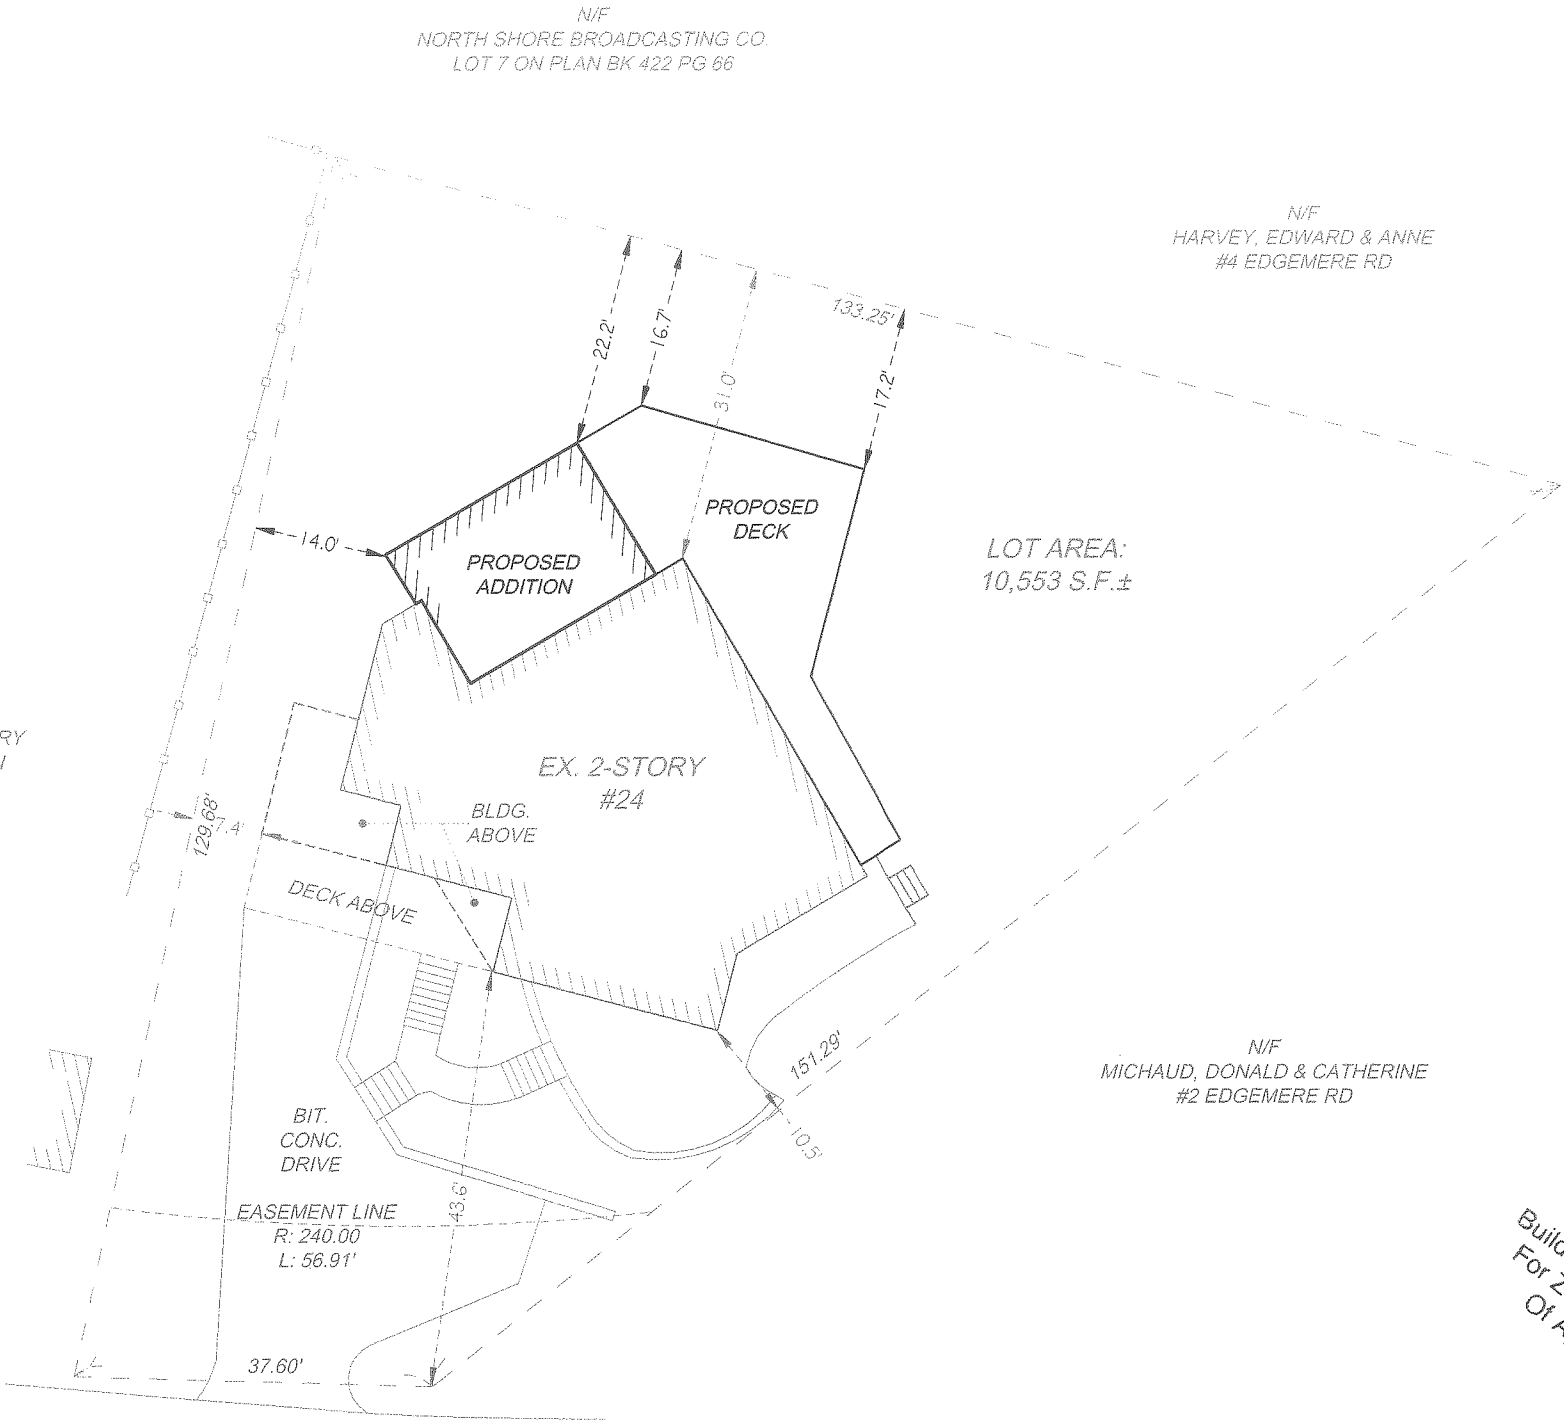 N/F
NORTH SHORE BROADCASTING CO.
LOT 7 ON PLAN BK 422 PG 66
N/F
HARVEY, EDWARD & ANNE
#4 EDGEMERE RD
133.25'
22.2'
16.7'
31.0'
17.2'
14.0'
PROPOSED
ADDITION
PROPOSED
DECK
LOT AREA:
10,553 S.F.±
EX. 2-STORY
#24
BLDG.
ABOVE
129.68'
7.4'
DECK ABOVE
151.29'
10.5'
N/F
MICHAUD, DONALD & CATHERINE
#2 EDGEMERE RD
BIT.
CONC.
DRIVE
43.6'
EASEMENT LINE
R: 240.00
L: 56.91'
37.60'
For
Of